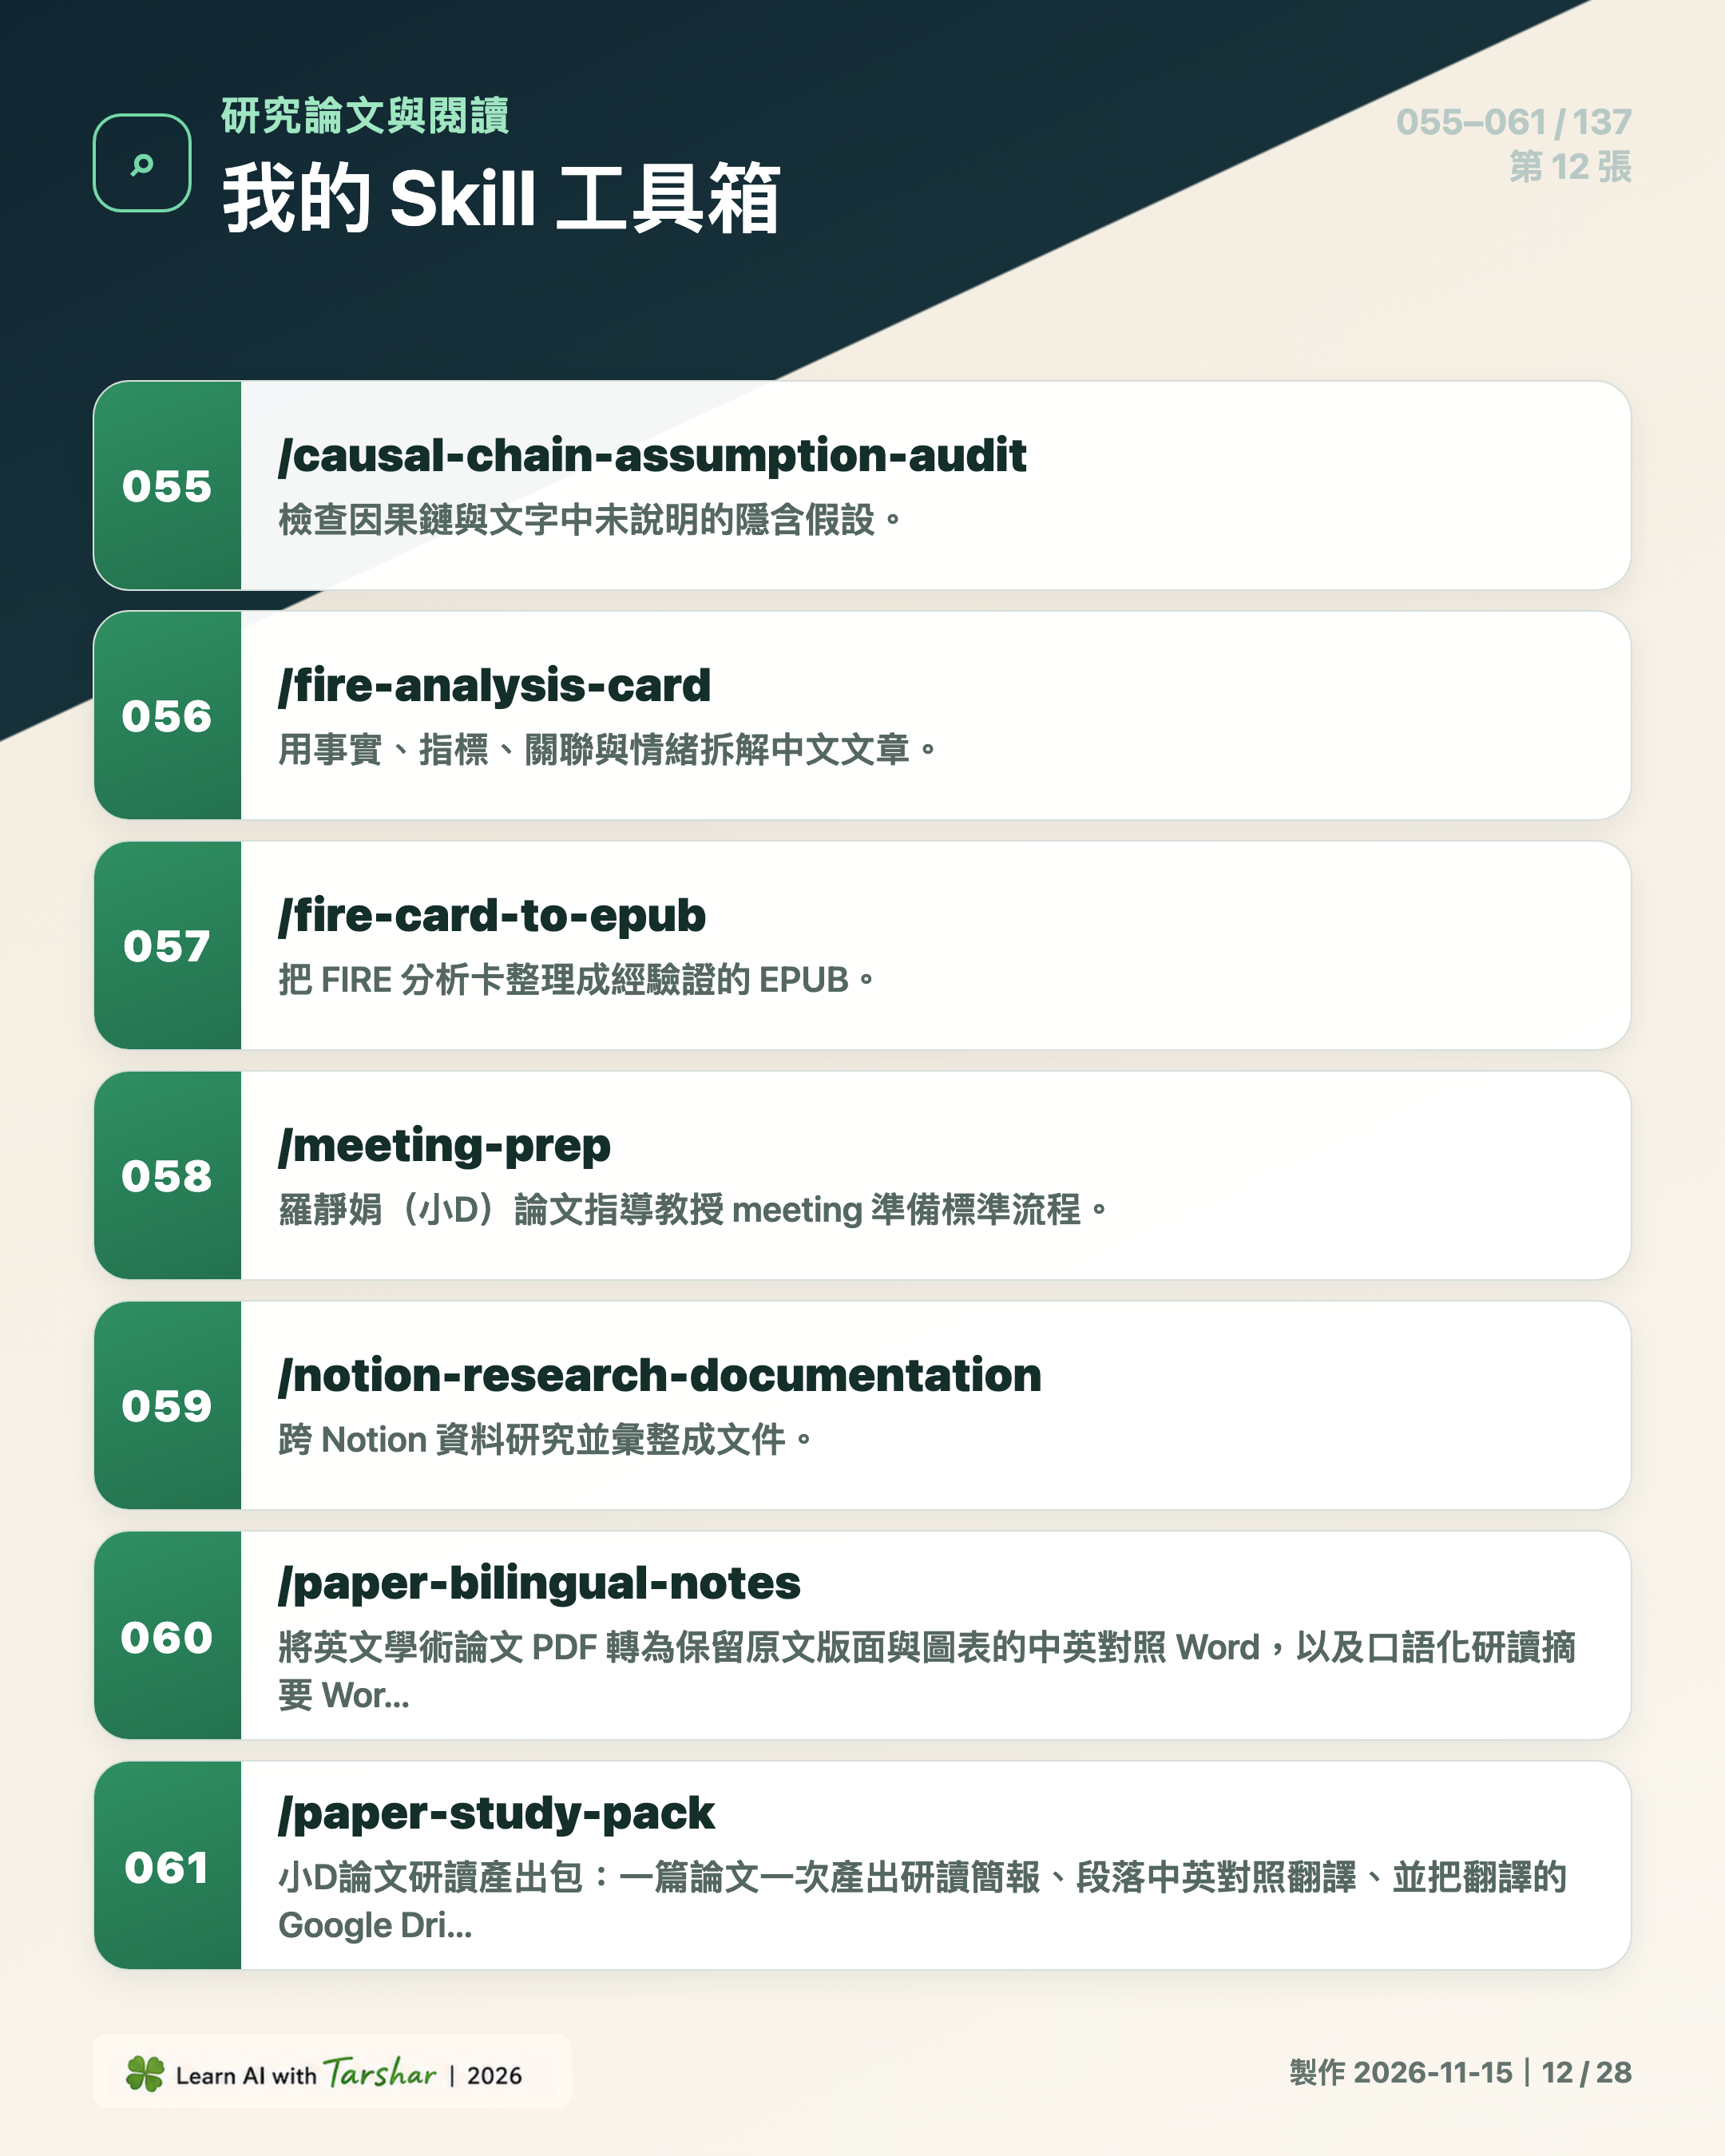 研究論文與閱讀
我的 Skill 工具箱
055–061 / 137
第 12 張
055
/causal-chain-assumption-audit
檢查因果鏈與文字中未說明的隱含假設。
056
/fire-analysis-card
用事實、指標、關聯與情緒拆解中文文章。
057
/fire-card-to-epub
把 FIRE 分析卡整理成經驗證的 EPUB。
058
/meeting-prep
羅靜娟（小D）論文指導教授 meeting 準備標準流程。
059
/notion-research-documentation
跨 Notion 資料研究並彙整成文件。
060
/paper-bilingual-notes
將英文學術論文 PDF 轉為保留原文版面與圖表的中英對照 Word，以及口語化研讀摘
要 Wor...
061
/paper-study-pack
小D論文研讀產出包：一篇論文一次產出研讀簡報、段落中英對照翻譯、並把翻譯的
Google Dri...
Learn AI with Tarshar | 2026
製作 2026-11-15｜12 / 28